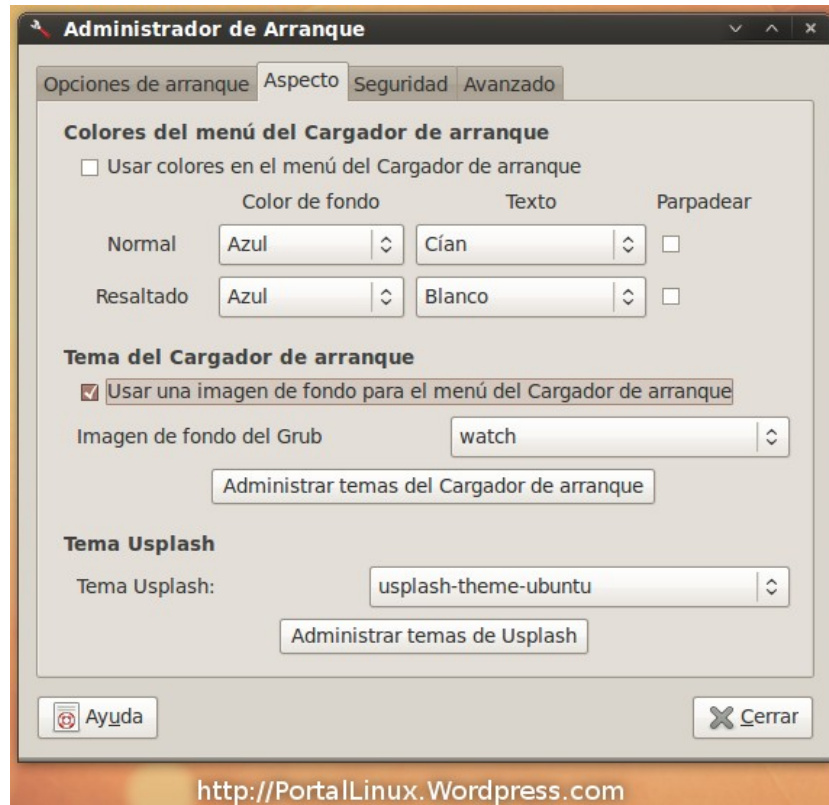 Administrador de Arranque
Opciones de arranque Aspecto Seguridad Avanzado
Colores del menú del Cargador de arranque
Usar colores en el menú del Cargador de arranque
Color de fondo Texto Parpadear
Normal Azul Cían
Resaltado Azul Blanco
Tema del Cargador de arranque
Usar una imagen de fondo para el menú del Cargador de arranque
Imagen de fondo del Grub watch
Administrar temas del Cargador de arranque
Tema Usplash
Tema Usplash: usplash-theme-ubuntu
Administrar temas de Usplash
Ayuda Cerrar
http://PortalLinux.Wordpress.com